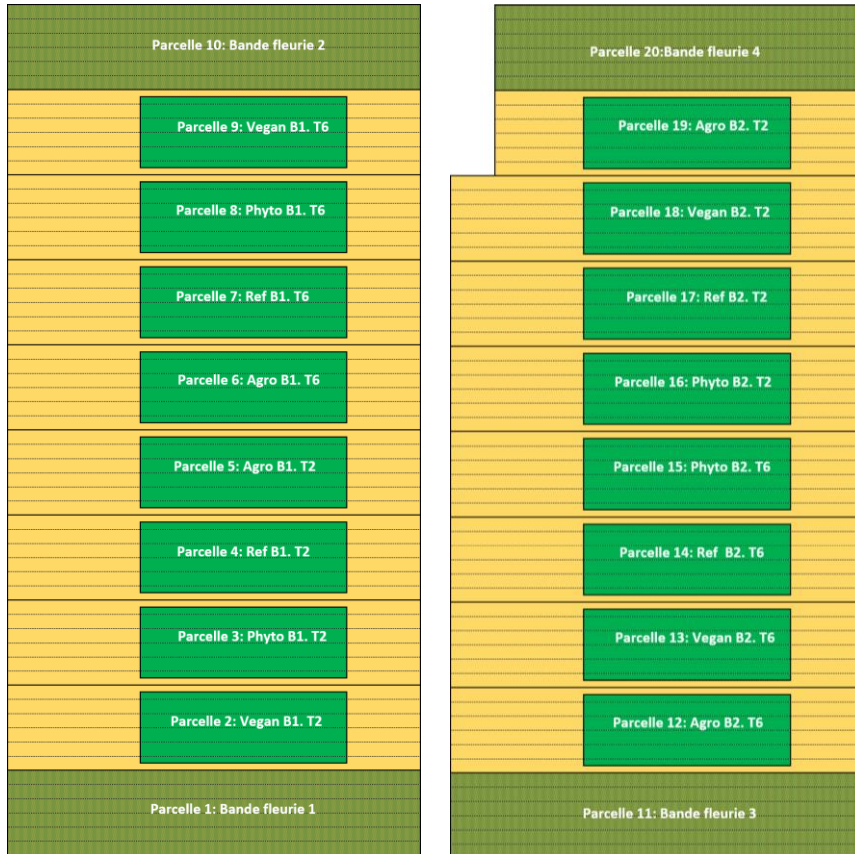 Parcelle 10: Bande fleurie 2
Parcelle 9: Vegan B1. T6
Parcelle 8: Phyto B1. T6
Parcelle 7: Ref B1. T6
Parcelle 6: Agro B1. T6
Parcelle 5: Agro B1. T2
Parcelle 4: Ref B1. T2
Parcelle 3: Phyto B1. T2
Parcelle 2: Vegan B1. T2
Parcelle 1: Bande fleurie 1
Parcelle 20:Bande fleurie 4
Parcelle 19: Agro B2. T2
Parcelle 18: Vegan B2. T2
Parcelle 17: Ref B2. T2
Parcelle 16: Phyto B2. T2
Parcelle 15: Phyto B2. T6
Parcelle 14: Ref  B2. T6
Parcelle 13: Vegan B2. T6
Parcelle 12: Agro B2. T6
Parcelle 11: Bande fleurie 3